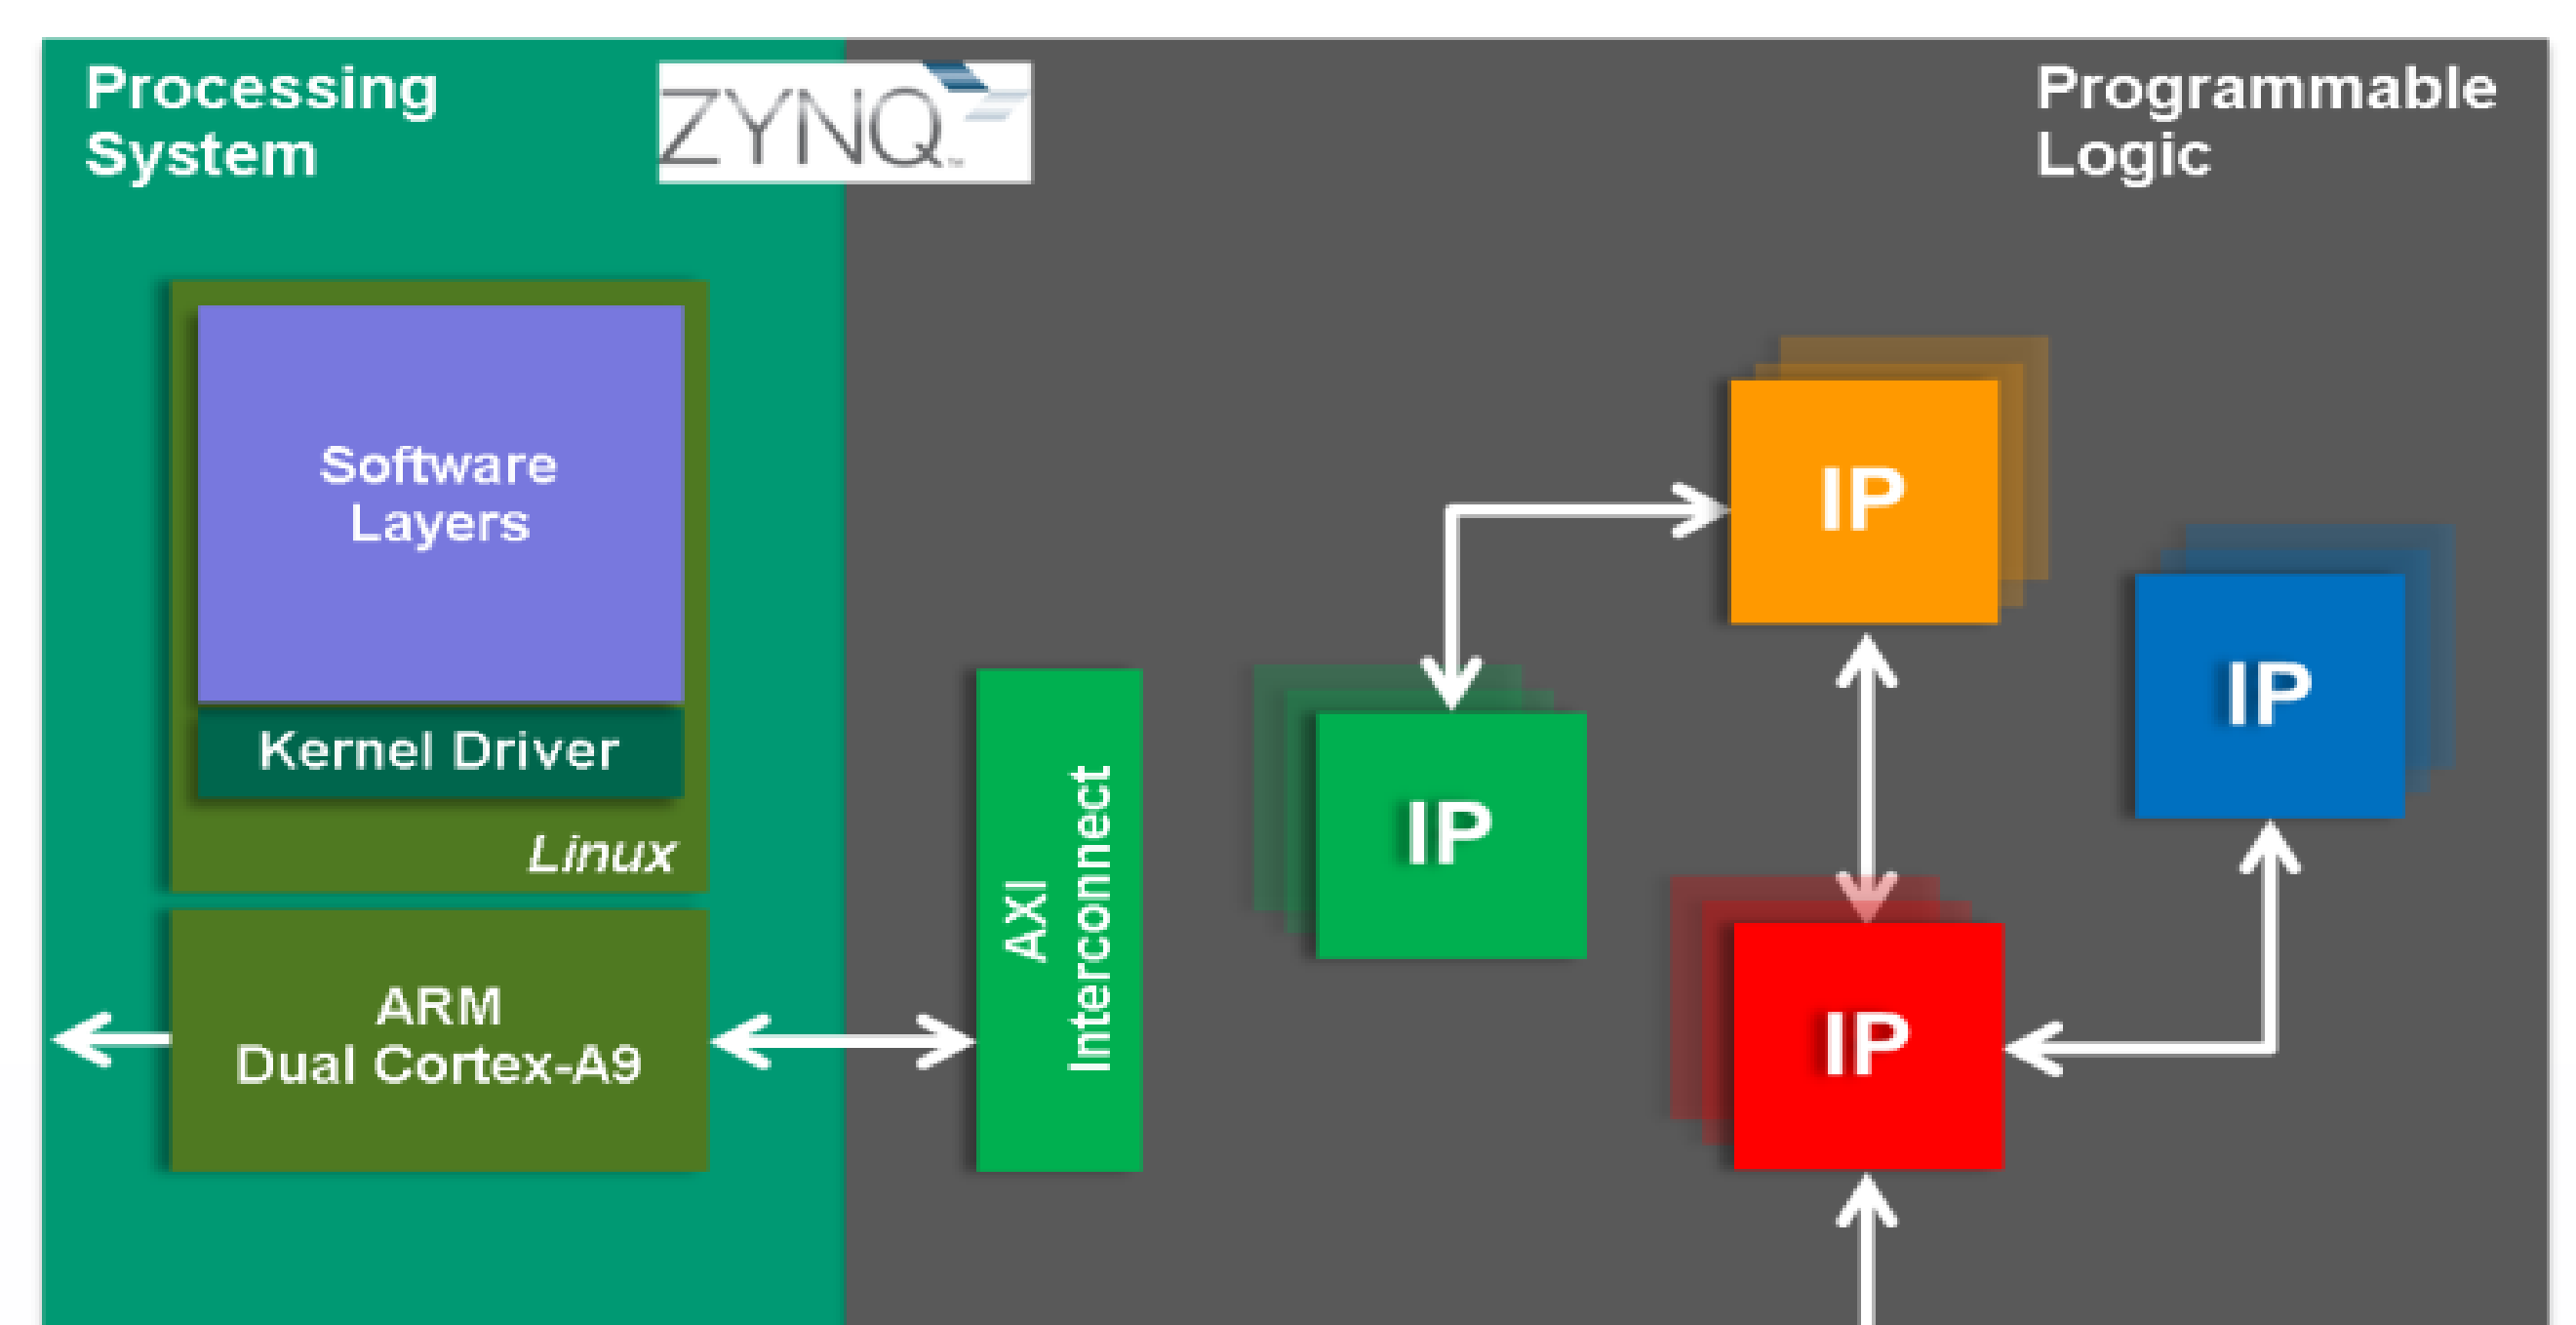 Processing
System
ZYNQ™
Programmable
Logic
Software
Layers
Kernel Driver
Linux
ARM
Dual Cortex-A9
AXI
Interconnect
IP
IP
IP
IP